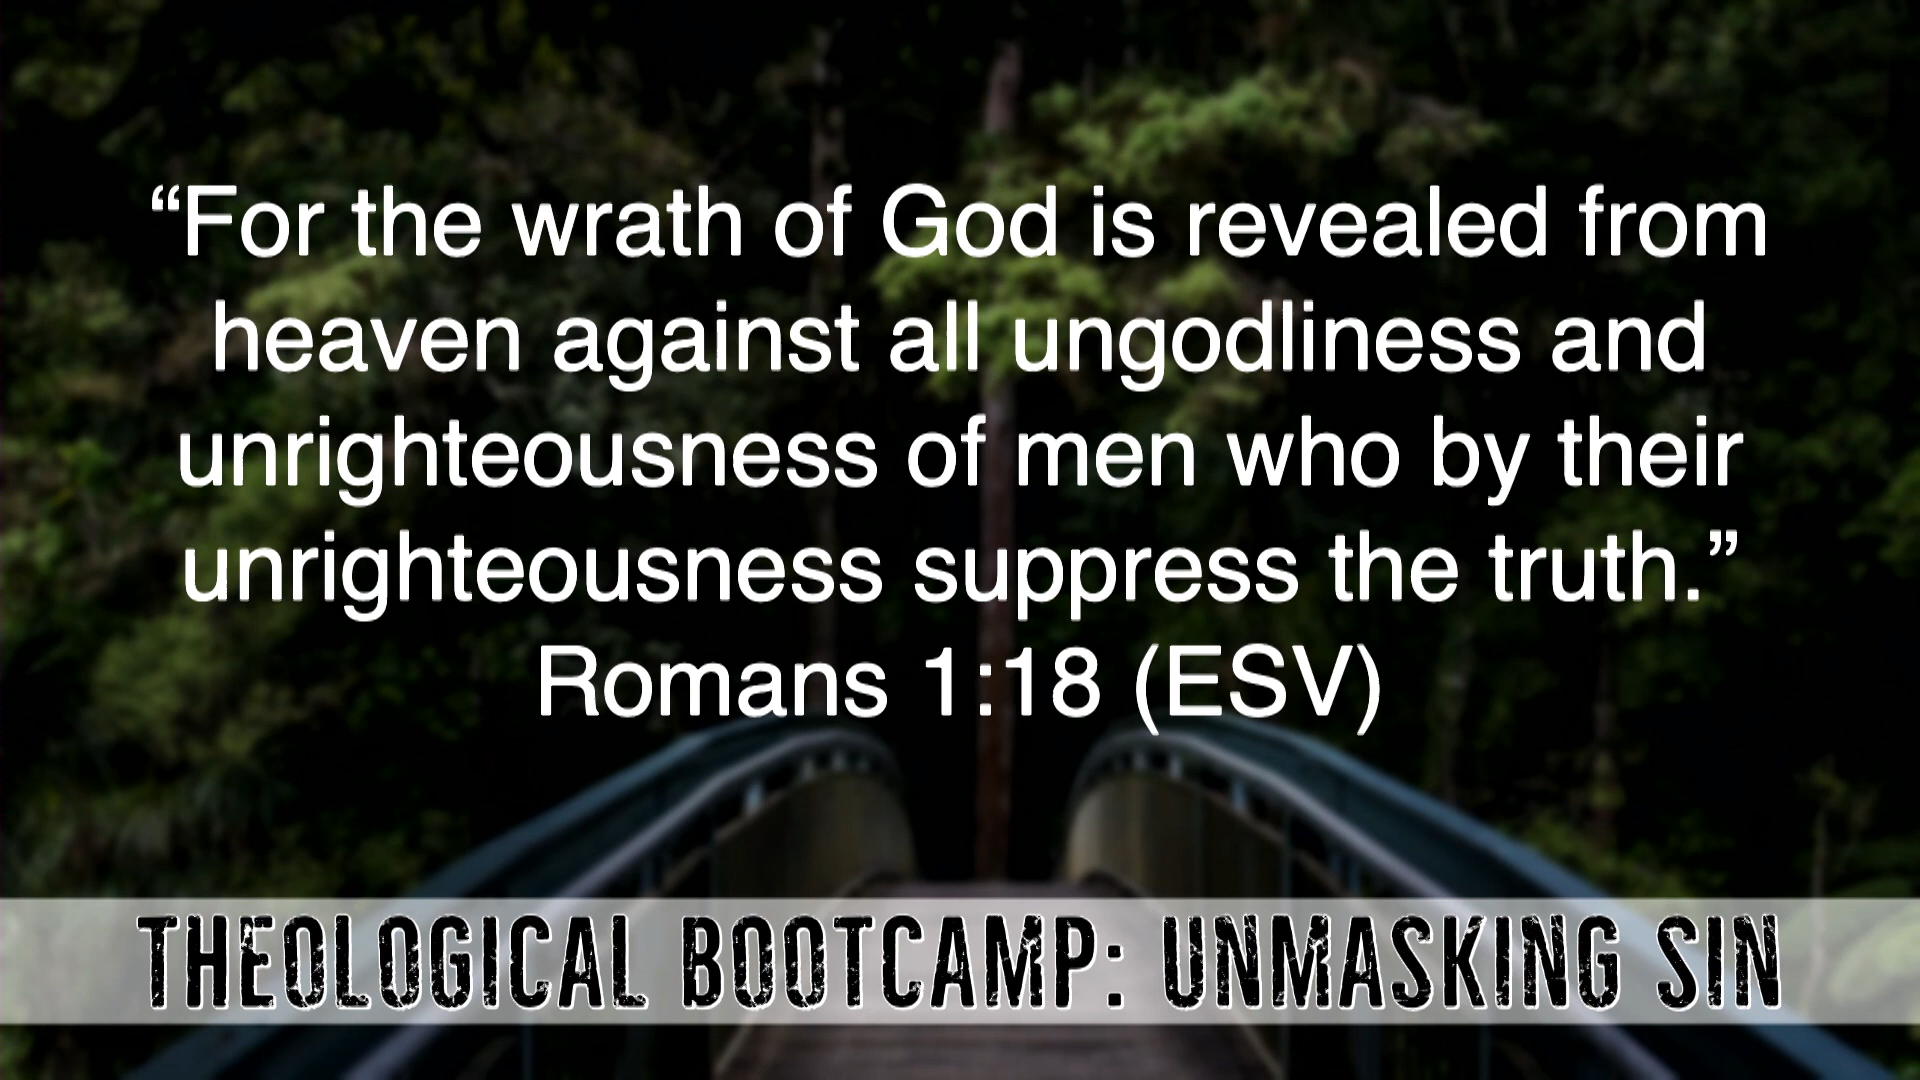 “For the wrath of God is revealed from
heaven against all ungodliness and
unrighteousness of men who by their
unrighteousness suppress the truth.”
Romans 1:18 (ESV)
THEOLOGICAL BOOTCAMP: UNMASKING SIN